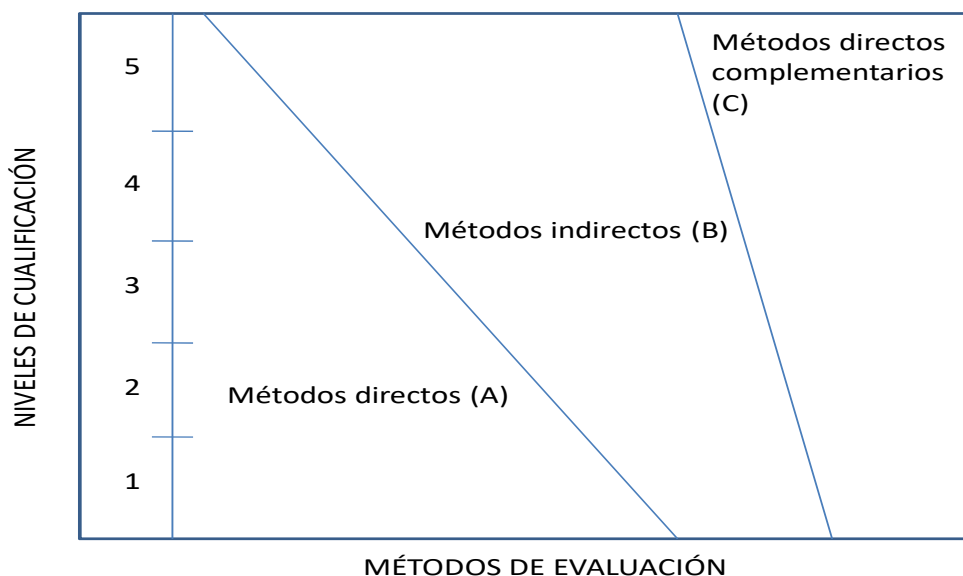 NIVELES DE CUALIFICACIÓN
5
4
3
2
1
Métodos directos
complementarios
(C)
Métodos indirectos (B)
Métodos directos (A)
MÉTODOS DE EVALUACIÓN